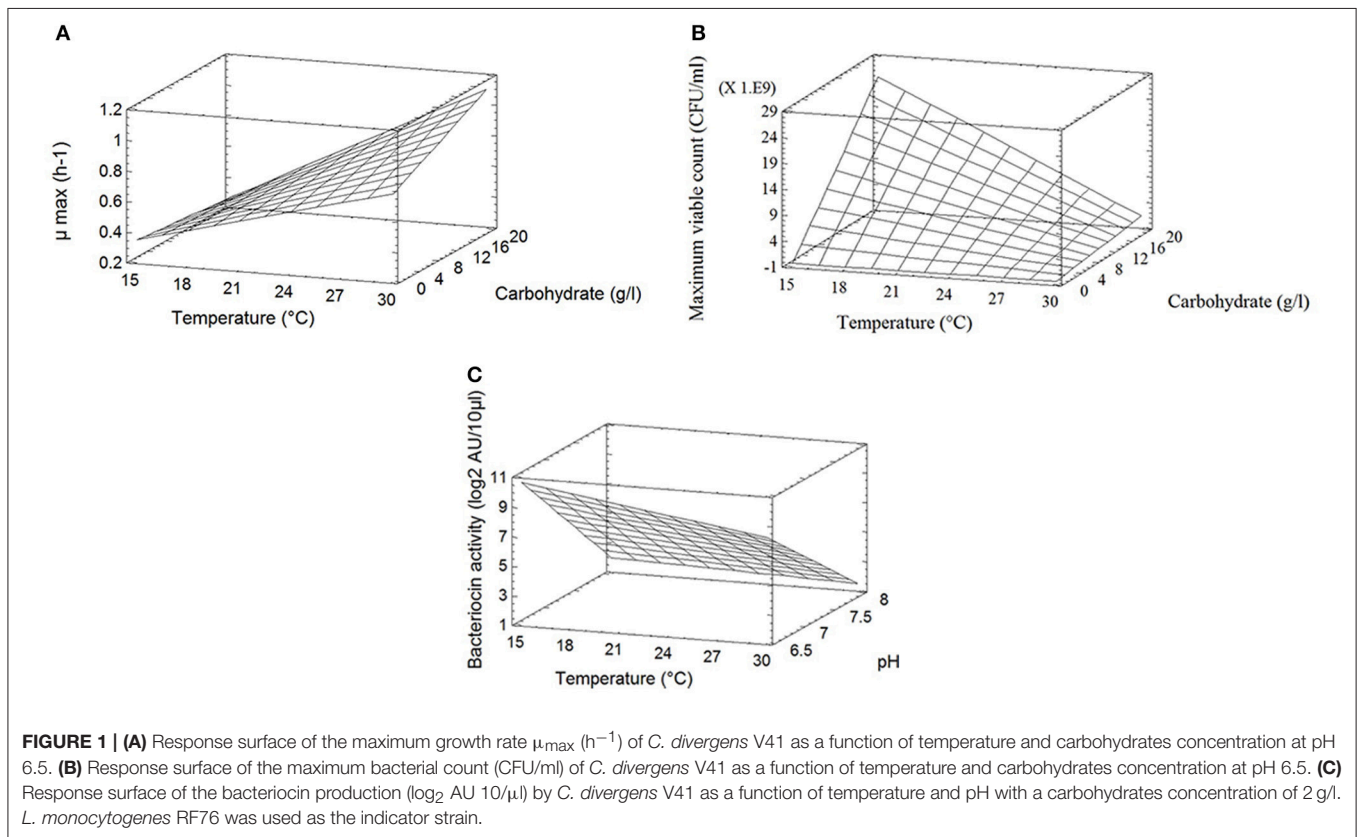 A
μ max (h-1)
1.2
1
0.8
0.6
0.4
0.2
15 18 21 24 27 30
Temperature (°C)
0 4 8 12 16 20
Carbohydrate (g/l)
B
(X 1.E9)
Maximum viable count (CFU/ml)
29
24
19
14
9
4
-1
15 18 21 24 27 30
Temperature (°C)
0 4 8 12 16 20
Carbohydrate (g/l)
C
Bacteriocin activity (log2 AU/10μl)
11
9
7
5
3
1
15 18 21 24 27 30
Temperature (°C)
6.5 7 7.5 8
pH
FIGURE 1 | (A) Response surface of the maximum growth rate μmax (h−1) of C. divergens V41 as a function of temperature and carbohydrates concentration at pH
6.5. (B) Response surface of the maximum bacterial count (CFU/ml) of C. divergens V41 as a function of temperature and carbohydrates concentration at pH 6.5. (C)
Response surface of the bacteriocin production (log2 AU 10/μl) by C. divergens V41 as a function of temperature and pH with a carbohydrates concentration of 2 g/l.
L. monocytogenes RF76 was used as the indicator strain.